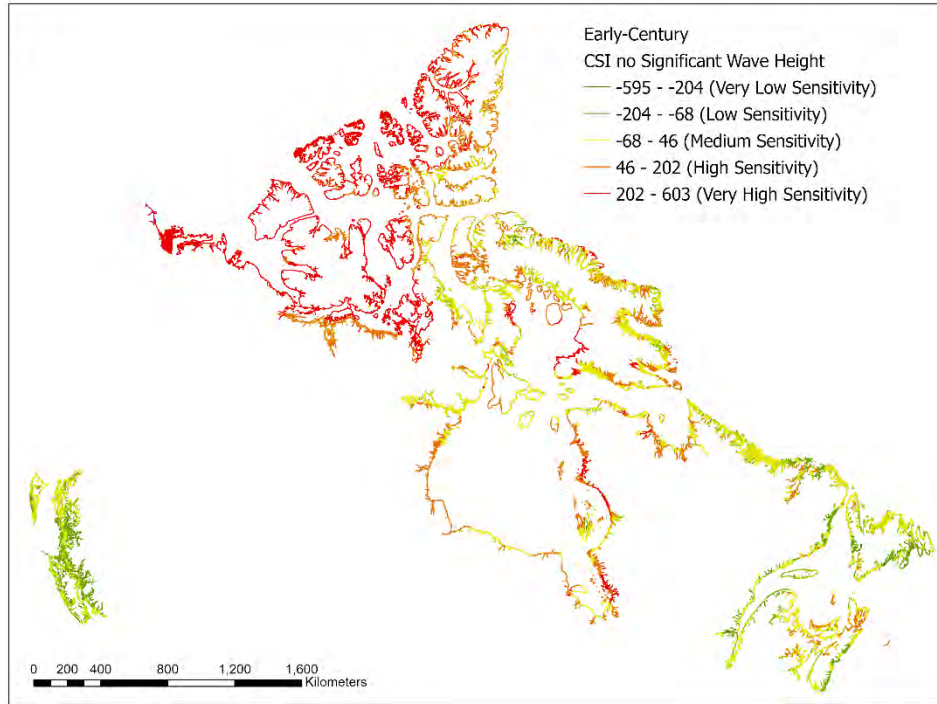 Early-Century
CSI no Significant Wave Height
-595 - -204 (Very Low Sensitivity)
-204 - -68 (Low Sensitivity)
-68 - 46 (Medium Sensitivity)
46 - 202 (High Sensitivity)
202 - 603 (Very High Sensitivity)
0 200 400 800 1,200 1,600
Kilometers